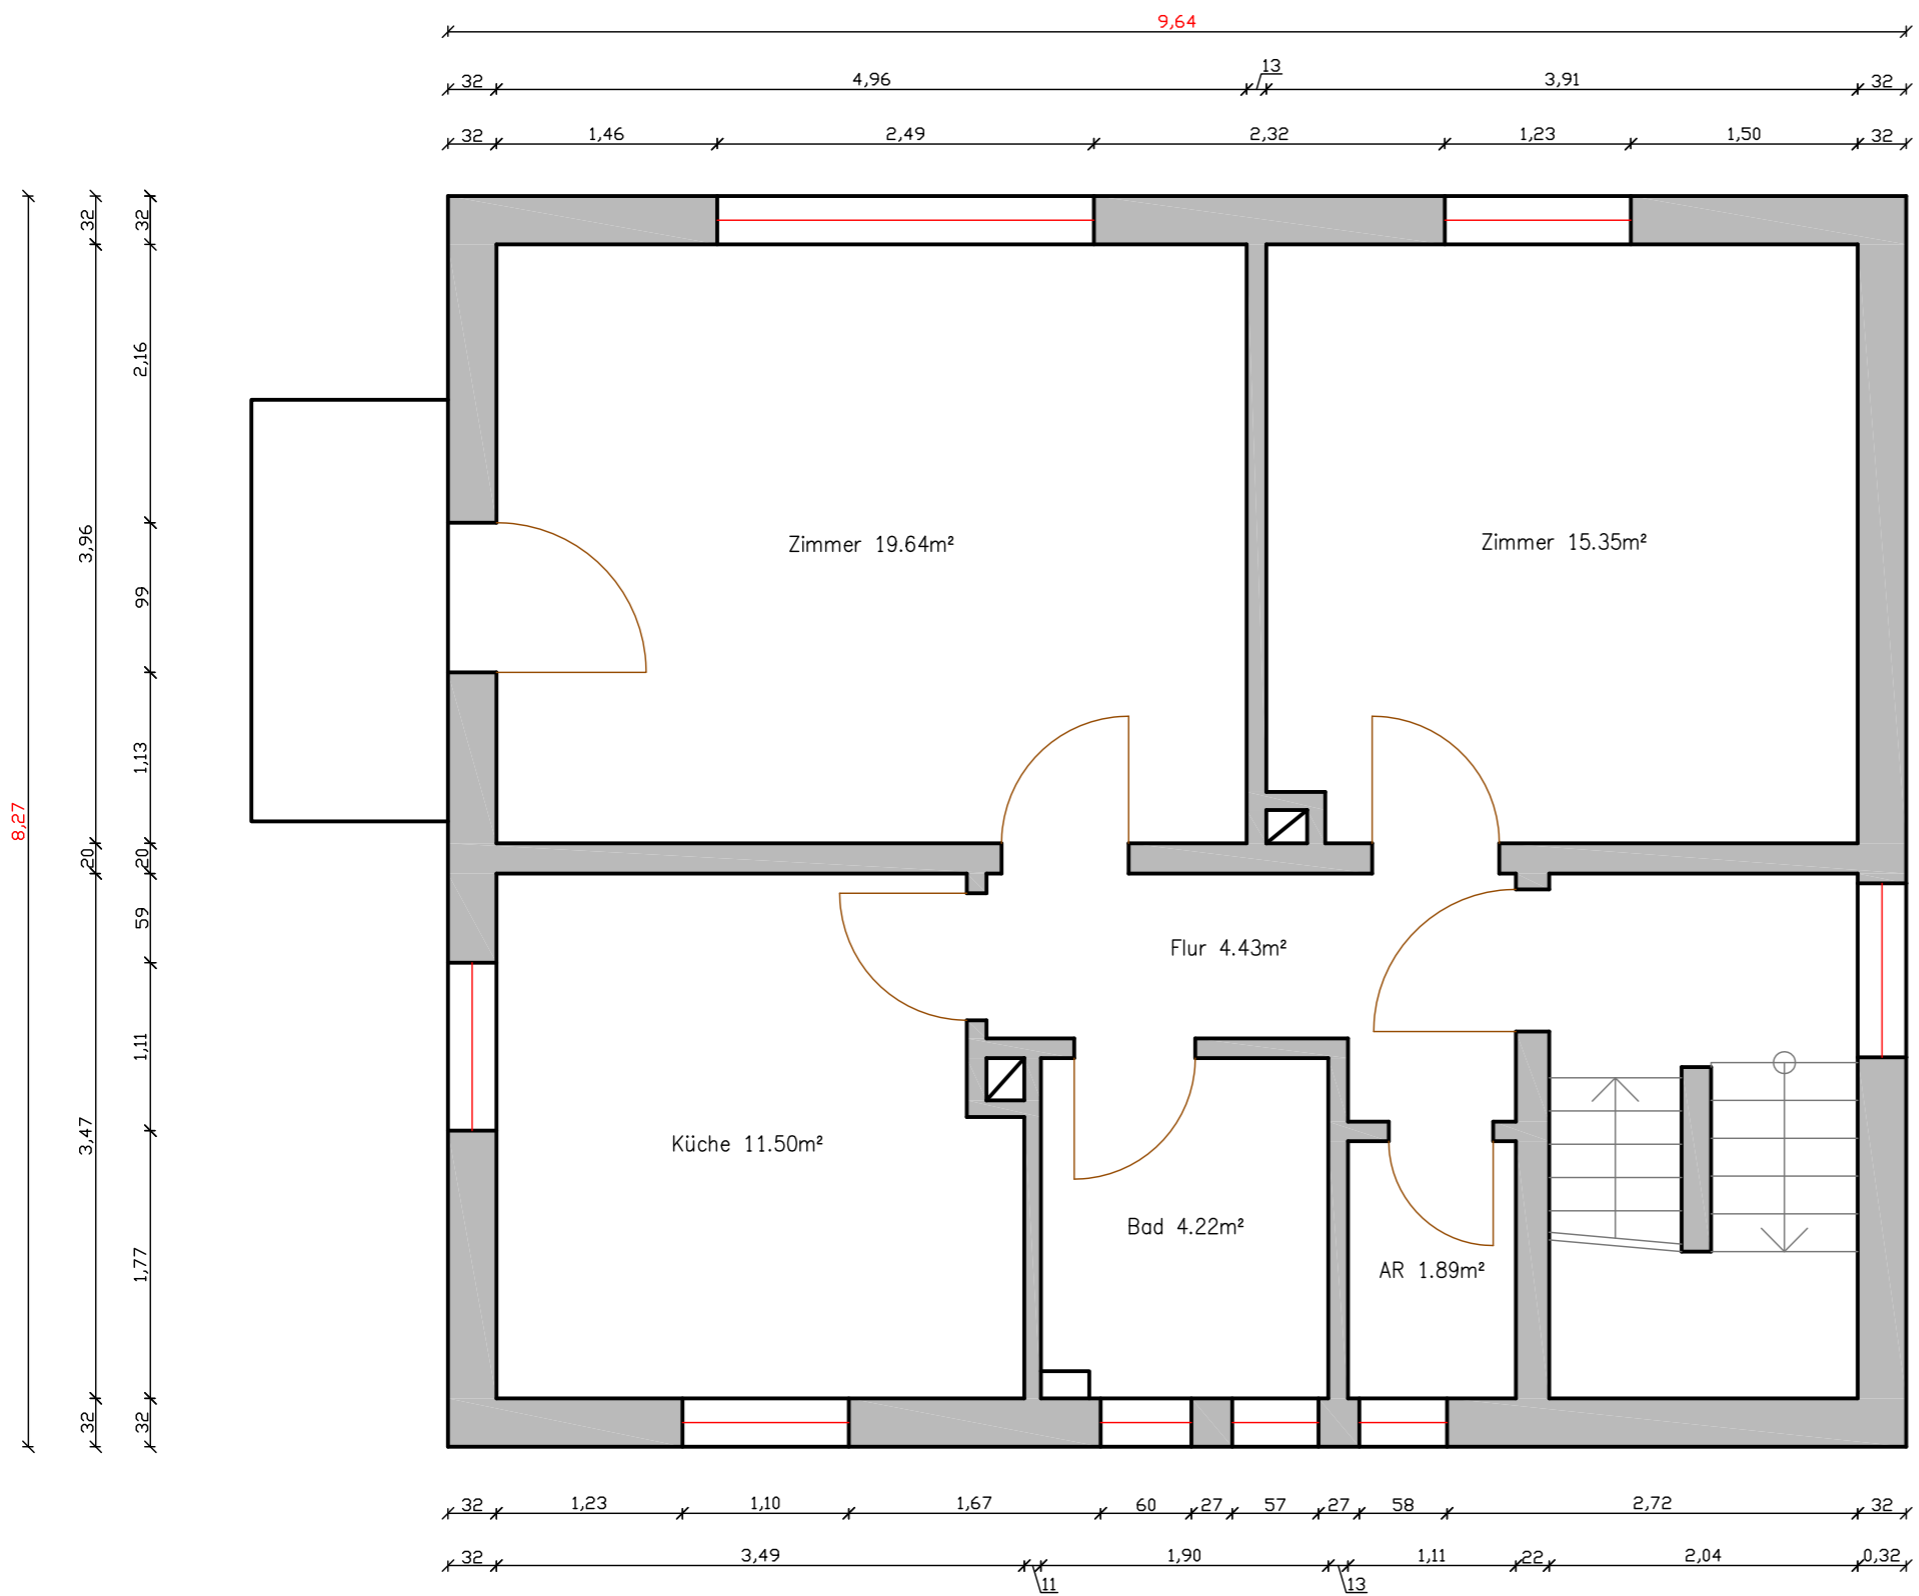 9,64
32 4,96 13 3,91 32
32 1,46 2,49 2,32 1,23 1,50 32
8,27
32 3,96 20 3,47 32
32 2,16 99 1,13 20 59 1,11 1,77 32
Zimmer 19.64m²
Zimmer 15.35m²
Flur 4.43m²
Küche 11.50m²
Bad 4.22m²
AR 1.89m²
32 1,23 1,10 1,67 60 27 57 27 58 2,72 32
32 3,49 11 1,90 13 1,11 22 2,04 0,32